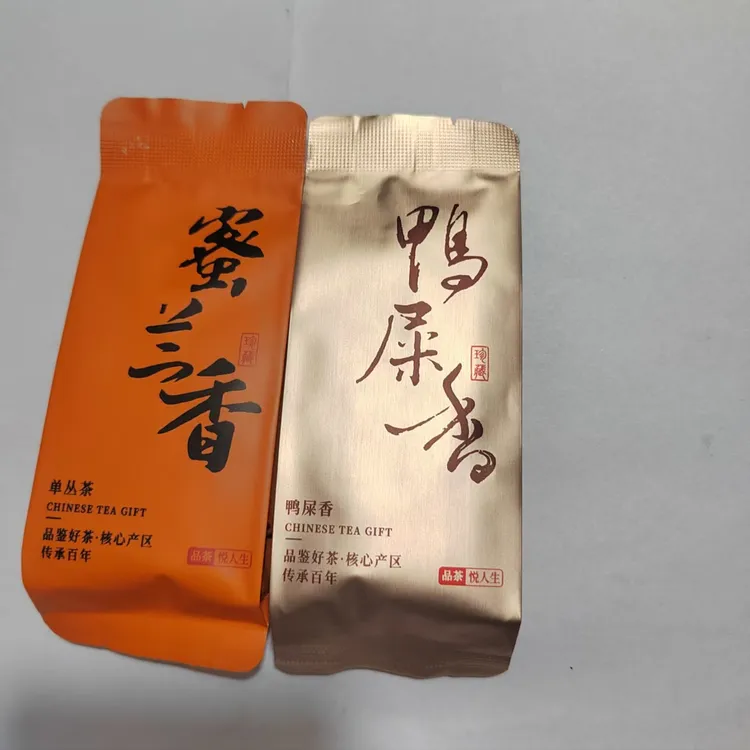 蜜兰香
珍藏
单丛茶
CHINESE TEA GIFT
品鉴好茶·核心产区
传承百年
品茶 悦人生
鸭屎香
珍藏
鸭屎香
CHINESE TEA GIFT
品鉴好茶·核心产区
传承百年
品茶 悦人生